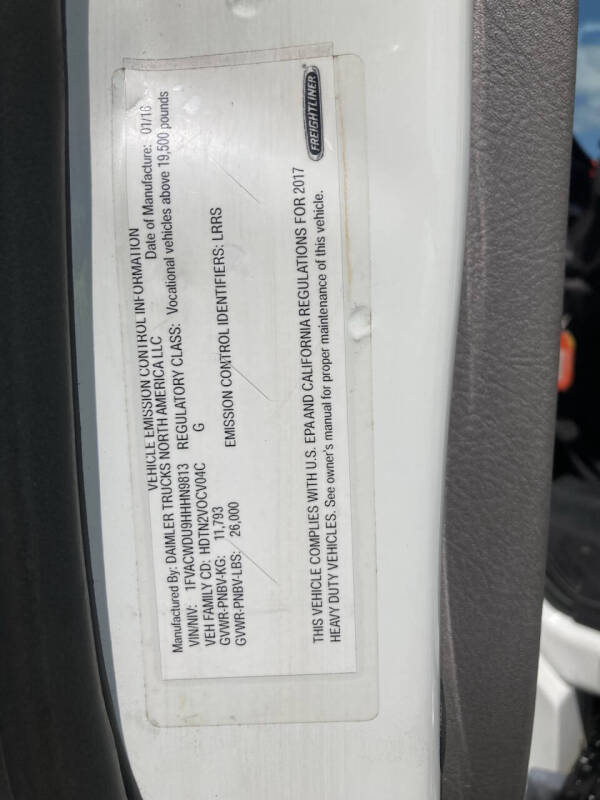 VEHICLE EMISSION CONTROL INFORMATION
Manufactured By: DAIMLER TRUCKS NORTH AMERICA LLC Date of Manufacture: 01/16
VIN/NIV: 1FVACWDU9HHHN9813 REGULATORY CLASS: Vocational vehicles above 19,500 pounds
VEH FAMILY CD: HDTN2VOCV04C G
GVWR-PNBV-KG: 11,793
GVWR-PNBV-LBS: 26,000 EMISSION CONTROL IDENTIFIERS: LRRS
THIS VEHICLE COMPLIES WITH U.S. EPA AND CALIFORNIA REGULATIONS FOR 2017
HEAVY DUTY VEHICLES. See owner's manual for proper maintenance of this vehicle.
FREIGHTLINER